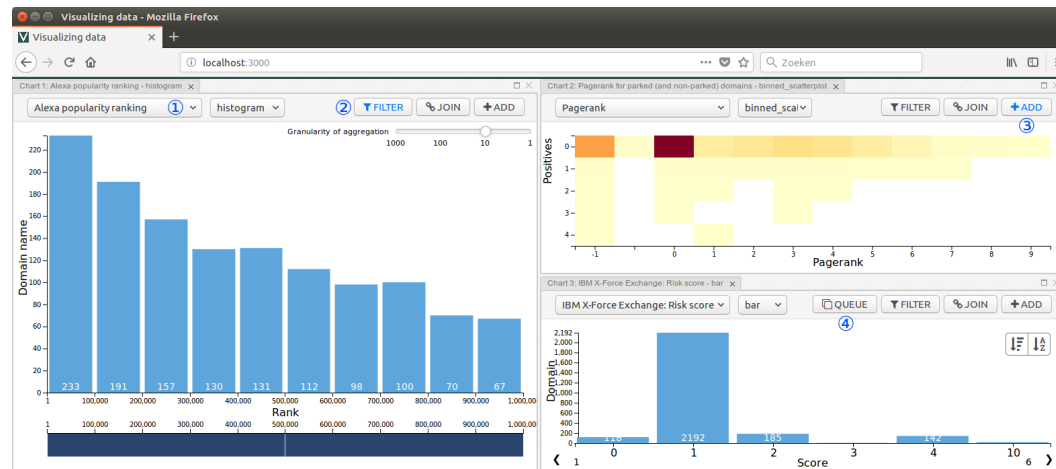 Visualizing data - Mozilla Firefox
Visualizing data × +
localhost:3000 Zoeken
Chart 1: Alexa popularity ranking - histogram x
Alexa popularity ranking ① histogram ② FILTER JOIN +ADD
Granularity of aggregation
1000 100 10 1
Domain name
220
200
180
160
140
120
100
80
60
40
20
0
233 191 157 130 131 112 98 100 70 67
1 100,000 200,000 300,000 400,000 500,000 600,000 700,000 800,000 900,000 1,000,0
Rank
1 100,000 200,000 300,000 400,000 500,000 600,000 700,000 800,000 900,000 1,000,0
Chart 2: Pagerank for parked (and non-parked) domains - binned_scatterplot x
Pagerank binned_scat FILTER JOIN +ADD
③
Positives
0
1
2
3
4
-1 0 1 2 3 4 5 6 7 8 9
Pagerank
Chart 3: IBM X-Force Exchange: Risk score - bar x
IBM X-Force Exchange: Risk score bar QUEUE FILTER JOIN +ADD
④
Domain
2,192
2,000
1,800
1,600
1,400
1,200
1,000
800
600
400
200
0
118 2192 185 142
0 1 2 3 4 10
1 Score 6